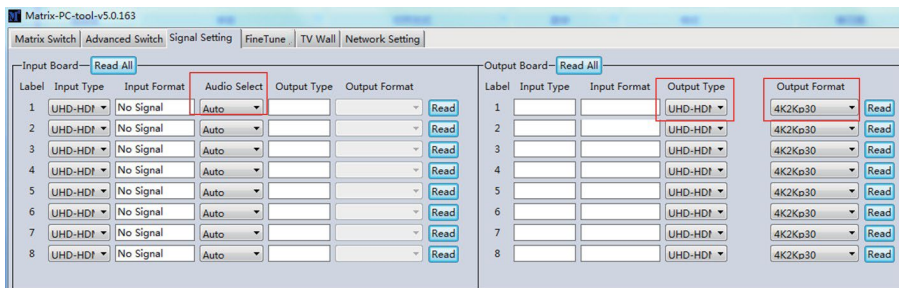 Matrix-PC-tool-v5.0.163
Matrix Switch Advanced Switch Signal Setting FineTune TV Wall Network Setting
Input Board Read All
Label Input Type Input Format Audio Select Output Type Output Format
1 UHD-HDM No Signal Auto Read
2 UHD-HDM No Signal Auto Read
3 UHD-HDM No Signal Auto Read
4 UHD-HDM No Signal Auto Read
5 UHD-HDM No Signal Auto Read
6 UHD-HDM No Signal Auto Read
7 UHD-HDM No Signal Auto Read
8 UHD-HDM No Signal Auto Read
Output Board Read All
Label Input Type Input Format Output Type Output Format
1 UHD-HDM 4K2Kp30 Read
2 UHD-HDM 4K2Kp30 Read
3 UHD-HDM 4K2Kp30 Read
4 UHD-HDM 4K2Kp30 Read
5 UHD-HDM 4K2Kp30 Read
6 UHD-HDM 4K2Kp30 Read
7 UHD-HDM 4K2Kp30 Read
8 UHD-HDM 4K2Kp30 Read